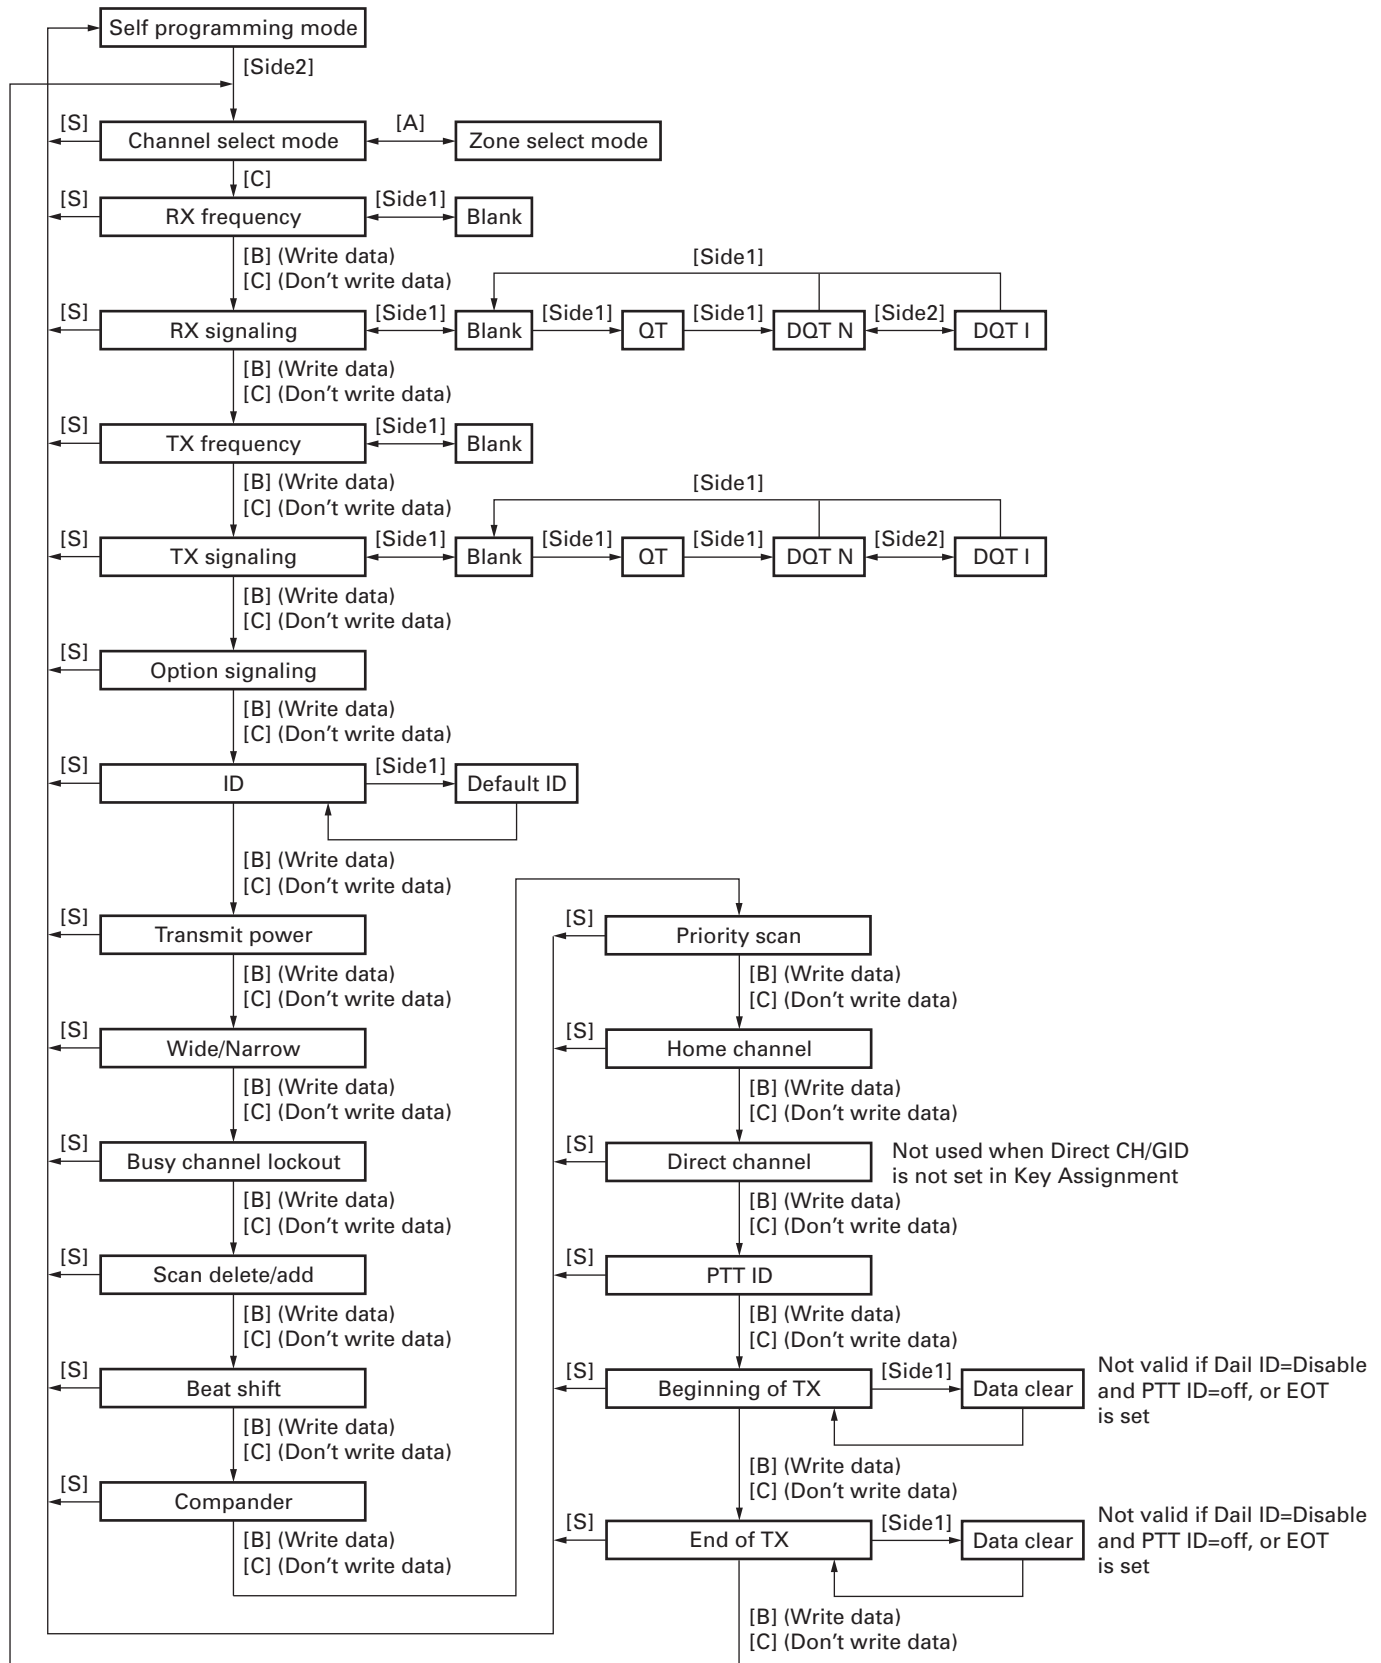 Self programming mode
[Side2]
[S]
Channel select mode
[A]
Zone select mode
[C]
[S]
RX frequency
[Side1]
Blank
[B] (Write data)
[C] (Don't write data)
[Side1]
[S]
RX signaling
[Side1]
Blank
[Side1]
QT
[Side1]
DQT N
[Side2]
DQT I
[B] (Write data)
[C] (Don't write data)
[S]
TX frequency
[Side1]
Blank
[B] (Write data)
[C] (Don't write data)
[Side1]
[S]
TX signaling
[Side1]
Blank
[Side1]
QT
[Side1]
DQT N
[Side2]
DQT I
[B] (Write data)
[C] (Don't write data)
[S]
Option signaling
[B] (Write data)
[C] (Don't write data)
[S]
ID
[Side1]
Default ID
[B] (Write data)
[C] (Don't write data)
[S]
Transmit power
[B] (Write data)
[C] (Don't write data)
[S]
Wide/Narrow
[B] (Write data)
[C] (Don't write data)
[S]
Busy channel lockout
[B] (Write data)
[C] (Don't write data)
[S]
Scan delete/add
[B] (Write data)
[C] (Don't write data)
[S]
Beat shift
[B] (Write data)
[C] (Don't write data)
[S]
Compander
[B] (Write data)
[C] (Don't write data)
[S]
Priority scan
[B] (Write data)
[C] (Don't write data)
[S]
Home channel
[B] (Write data)
[C] (Don't write data)
[S]
Direct channel
Not used when Direct CH/GID
is not set in Key Assignment
[B] (Write data)
[C] (Don't write data)
[S]
PTT ID
[B] (Write data)
[C] (Don't write data)
[S]
Beginning of TX
[Side1]
Data clear
Not valid if Dail ID=Disable
and PTT ID=off, or EOT
is set
[B] (Write data)
[C] (Don't write data)
[S]
End of TX
[Side1]
Data clear
Not valid if Dail ID=Disable
and PTT ID=off, or EOT
is set
[B] (Write data)
[C] (Don't write data)